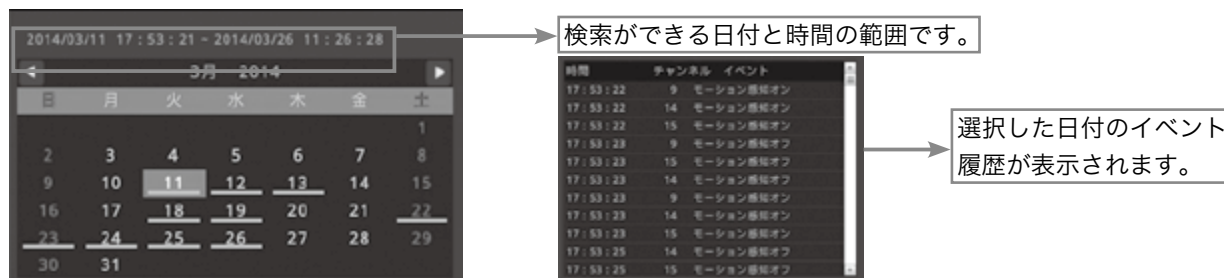 2014/03/11 17：53：21 - 2014/03/26 11：26：28
検索ができる日付と時間の範囲です。
3月 2014
日 月 火 水 木 金 土
1
2 3 4 5 6 7 8
9 10 11 12 13 14 15
16 17 18 19 20 21 22
23 24 25 26 27 28 29
30 31
時間 チャンネル イベント
17：53：22 9 モーション感知オン
17：53：22 14 モーション感知オン
17：53：22 15 モーション感知オン
17：53：23 9 モーション感知オフ
17：53：23 15 モーション感知オフ
17：53：23 14 モーション感知オフ
17：53：23 9 モーション感知オン
17：53：23 14 モーション感知オン
17：53：23 15 モーション感知オン
17：53：25 14 モーション感知オフ
17：53：25 15 モーション感知オフ
選択した日付のイベント
履歴が表示されます。